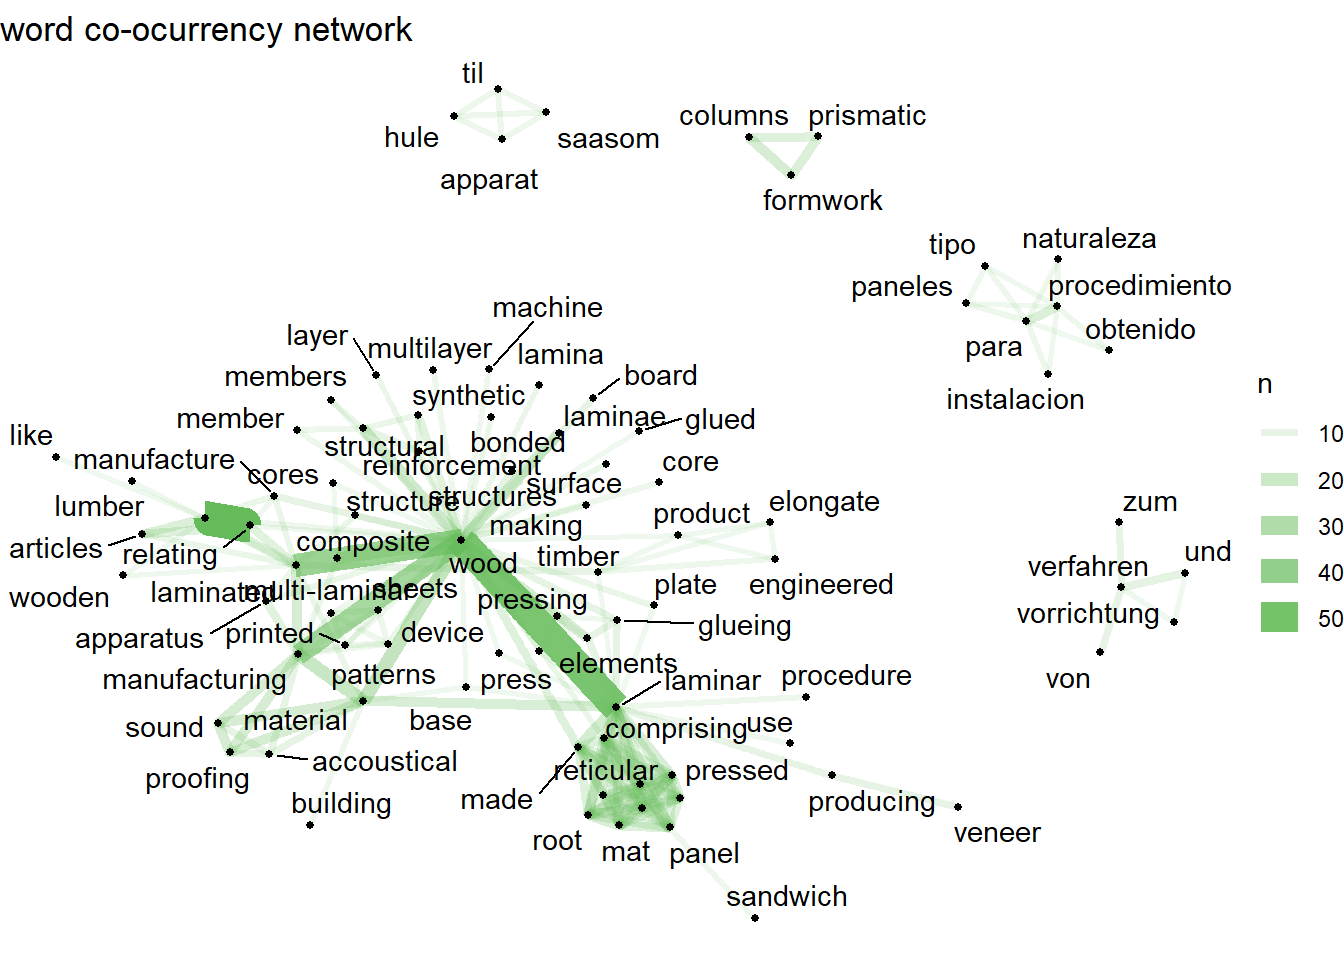 word co-ocurrency network
til
hule
saasom
apparat
columns
prismatic
formwork
tipo
naturaleza
paneles
procedimiento
obtenido
para
instalacion
machine
layer
multilayer
lamina
members
synthetic
board
member
laminae
glued
like
structural
bonded
manufacture
cores
reinforcement
core
surface
structure
structures
lumber
making
product
elongate
articles
relating
composite
timber
wood
engineered
wooden
laminated
multi-laminar
sheets
pressing
plate
apparatus
printed
device
glueing
manufacturing
patterns
press
elements
laminar
procedure
sound
material
base
comprising
use
proofing
accoustical
reticular
pressed
building
made
producing
root
mat
panel
veneer
sandwich
zum
und
verfahren
vorrichtung
von
n
10
20
30
40
50